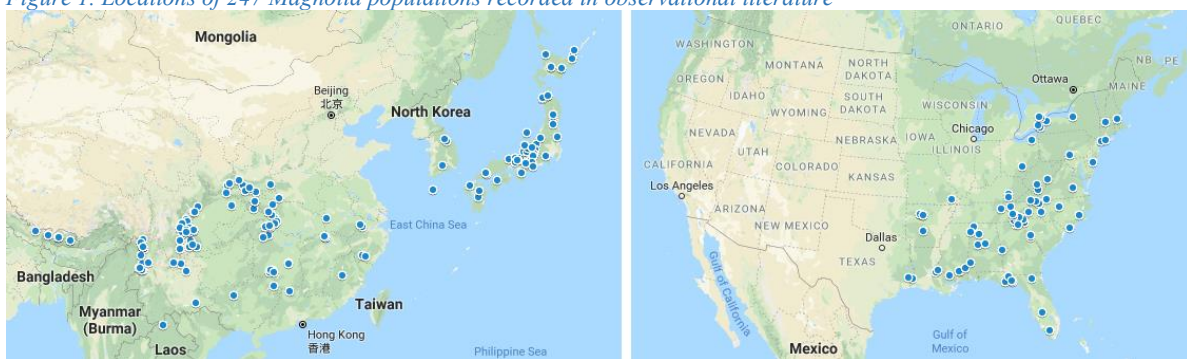 Figure 1. Locations of 247 Magnolia populations recorded in observational literature
Mongolia
Beijing
北京
North Korea
East China Sea
Bangladesh
Myanmar
(Burma)
Laos
Taiwan
Hong Kong
香港
Philippine Sea
WASHINGTON
MONTANA
NORTH
DAKOTA
ONTARIO
QUEBEC
NB
PE
Ottawa
MAINE
OREGON
IDAHO
SOUTH
DAKOTA
WISCONSIN
WYOMING
Chicago
NEVADA
NEBRASKA
IOWA
ILLINOIS
UTAH
COLORADO
KANSAS
CALIFORNIA
Los Angeles
ARIZONA
NEW MEXICO
Dallas
TEXAS
Gulf of
California
Gulf of
Mexico
Mexico